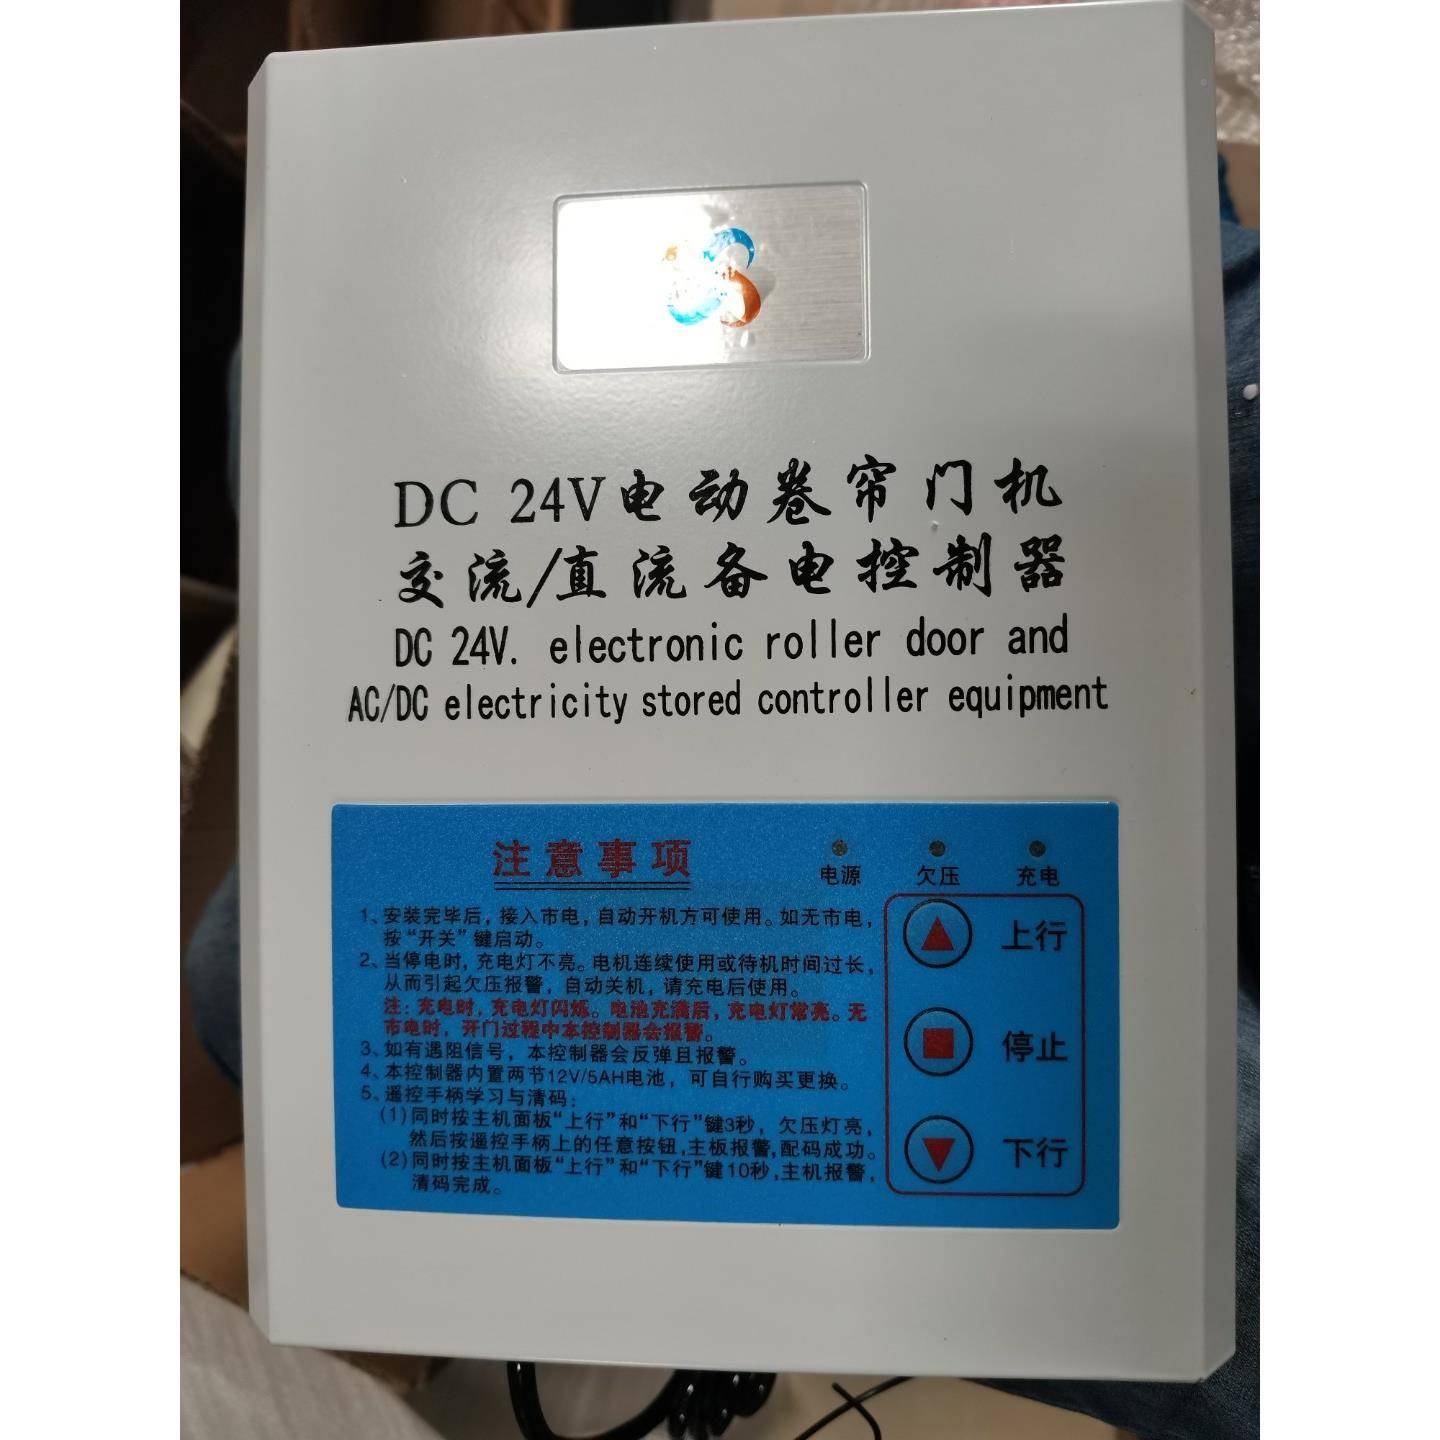 DC 24V电动卷帘门机
交流/直流备电控制器
DC 24V. electronic roller door and
AC/DC electricity stored controller equipment
注意事项
电源 欠压 充电
1、安装完毕后，接入市电，自动开机方可使用。如无市电，
按“开关”键启动。
2、当停电时，充电灯不亮。电机连续使用或待机时间过长，
从而引起欠压报警，自动关机，请充电后使用。
注：充电时，充电灯闪烁。电池充满后，充电灯常亮。无
市电时，开门过程中本控制器会报警。
3、如有遇阻信号，本控制器会反弹且报警。
4、本控制器内置两节12V/5AH电池，可自行购买更换。
5、遥控手柄学习与清码：
(1)同时按主机面板“上行”和“下行”键3秒，欠压灯亮，
然后按遥控手柄上的任意按钮,主板报警,配码成功。
(2)同时按主机面板“上行”和“下行”键10秒,主机报警,
清码完成。
上行
停止
下行